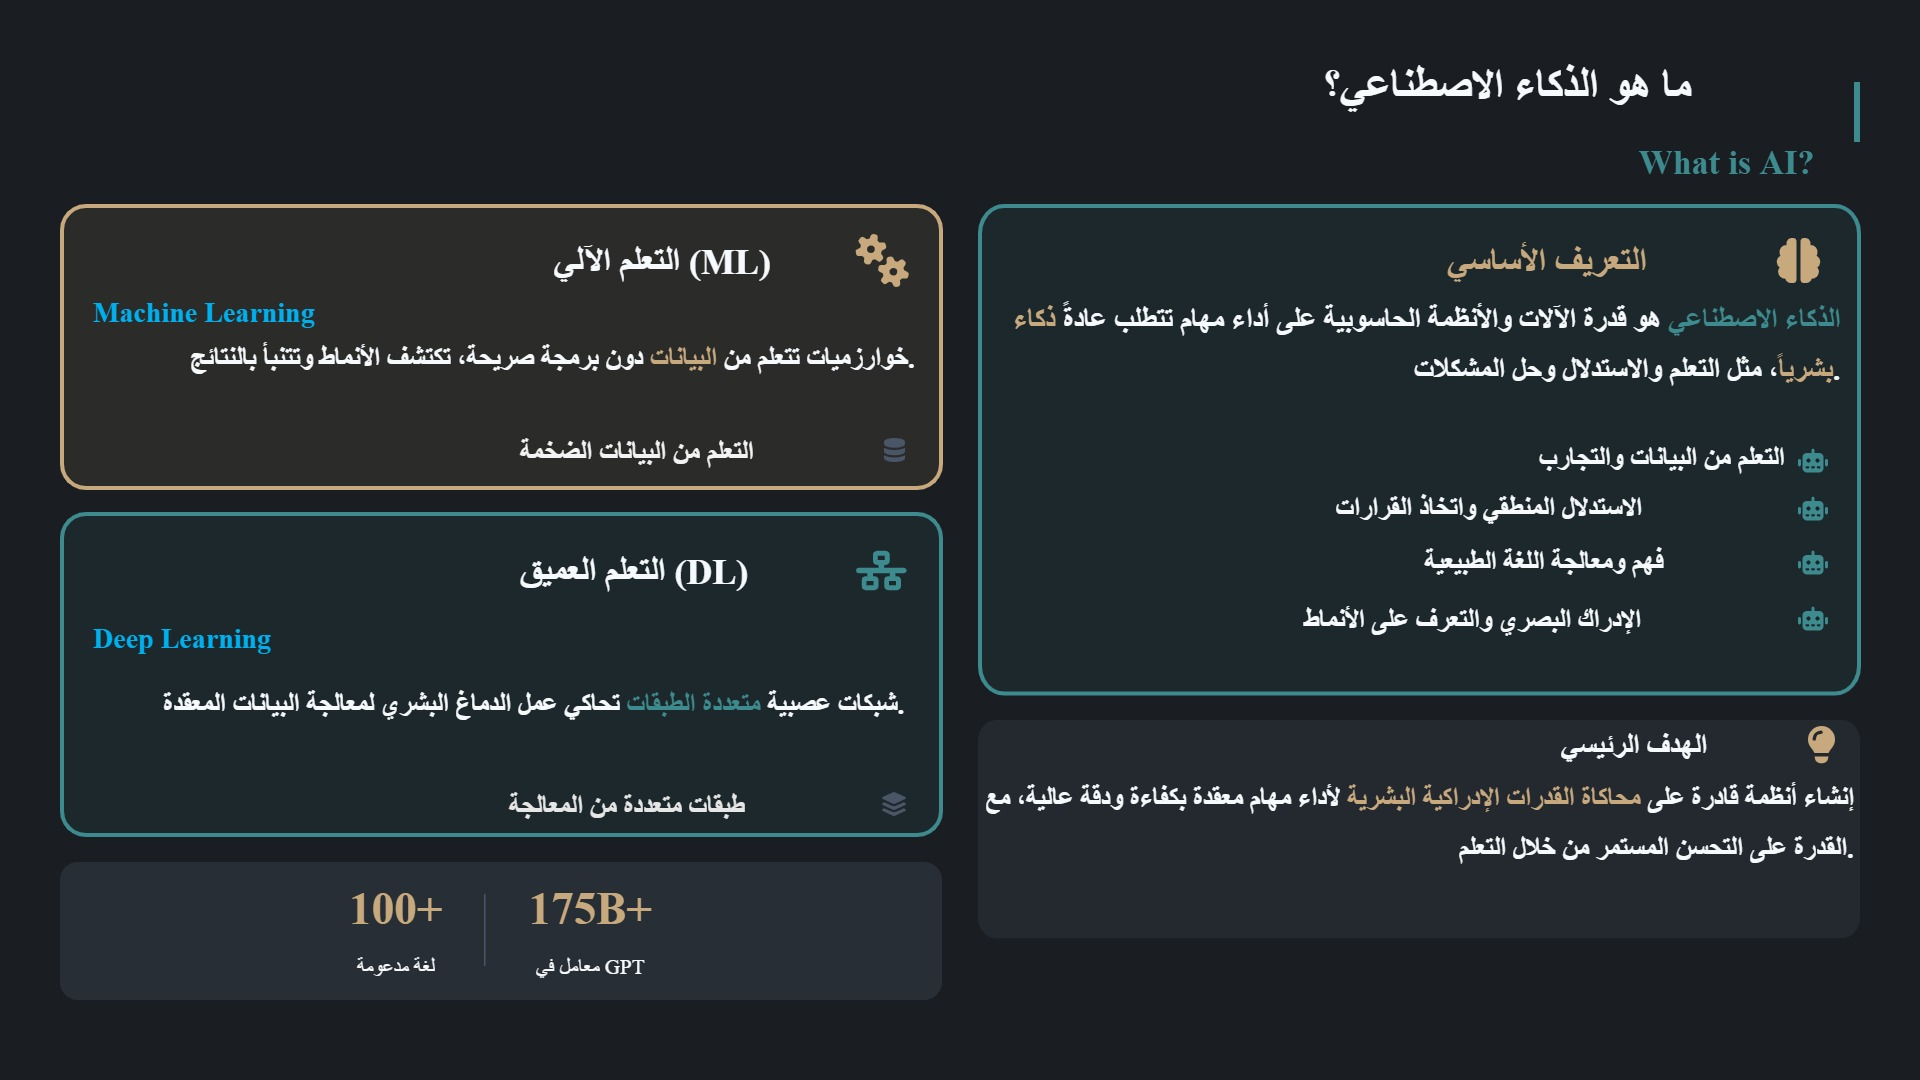 ما هو الذكاء الاصطناعي؟
What is AI?
التعريف الأساسي
الذكاء الاصطناعي هو قدرة الآلات والأنظمة الحاسوبية على أداء مهام تتطلب عادةً ذكاء
بشرياً، مثل التعلم والاستدلال وحل المشكلات.
التعلم من البيانات والتجارب
الاستدلال المنطقي واتخاذ القرارات
فهم ومعالجة اللغة الطبيعية
الإدراك البصري والتعرف على الأنماط
الهدف الرئيسي
إنشاء أنظمة قادرة على محاكاة القدرات الإدراكية البشرية لأداء مهام معقدة بكفاءة ودقة عالية، مع
القدرة على التحسن المستمر من خلال التعلم.
التعلم الآلي (ML)
Machine Learning
خوارزميات تتعلم من البيانات دون برمجة صريحة، تكتشف الأنماط وتتنبأ بالنتائج.
التعلم من البيانات الضخمة
التعلم العميق (DL)
Deep Learning
شبكات عصبية متعددة الطبقات تحاكي عمل الدماغ البشري لمعالجة البيانات المعقدة.
طبقات متعددة من المعالجة
175B+
معامل في GPT
100+
لغة مدعومة